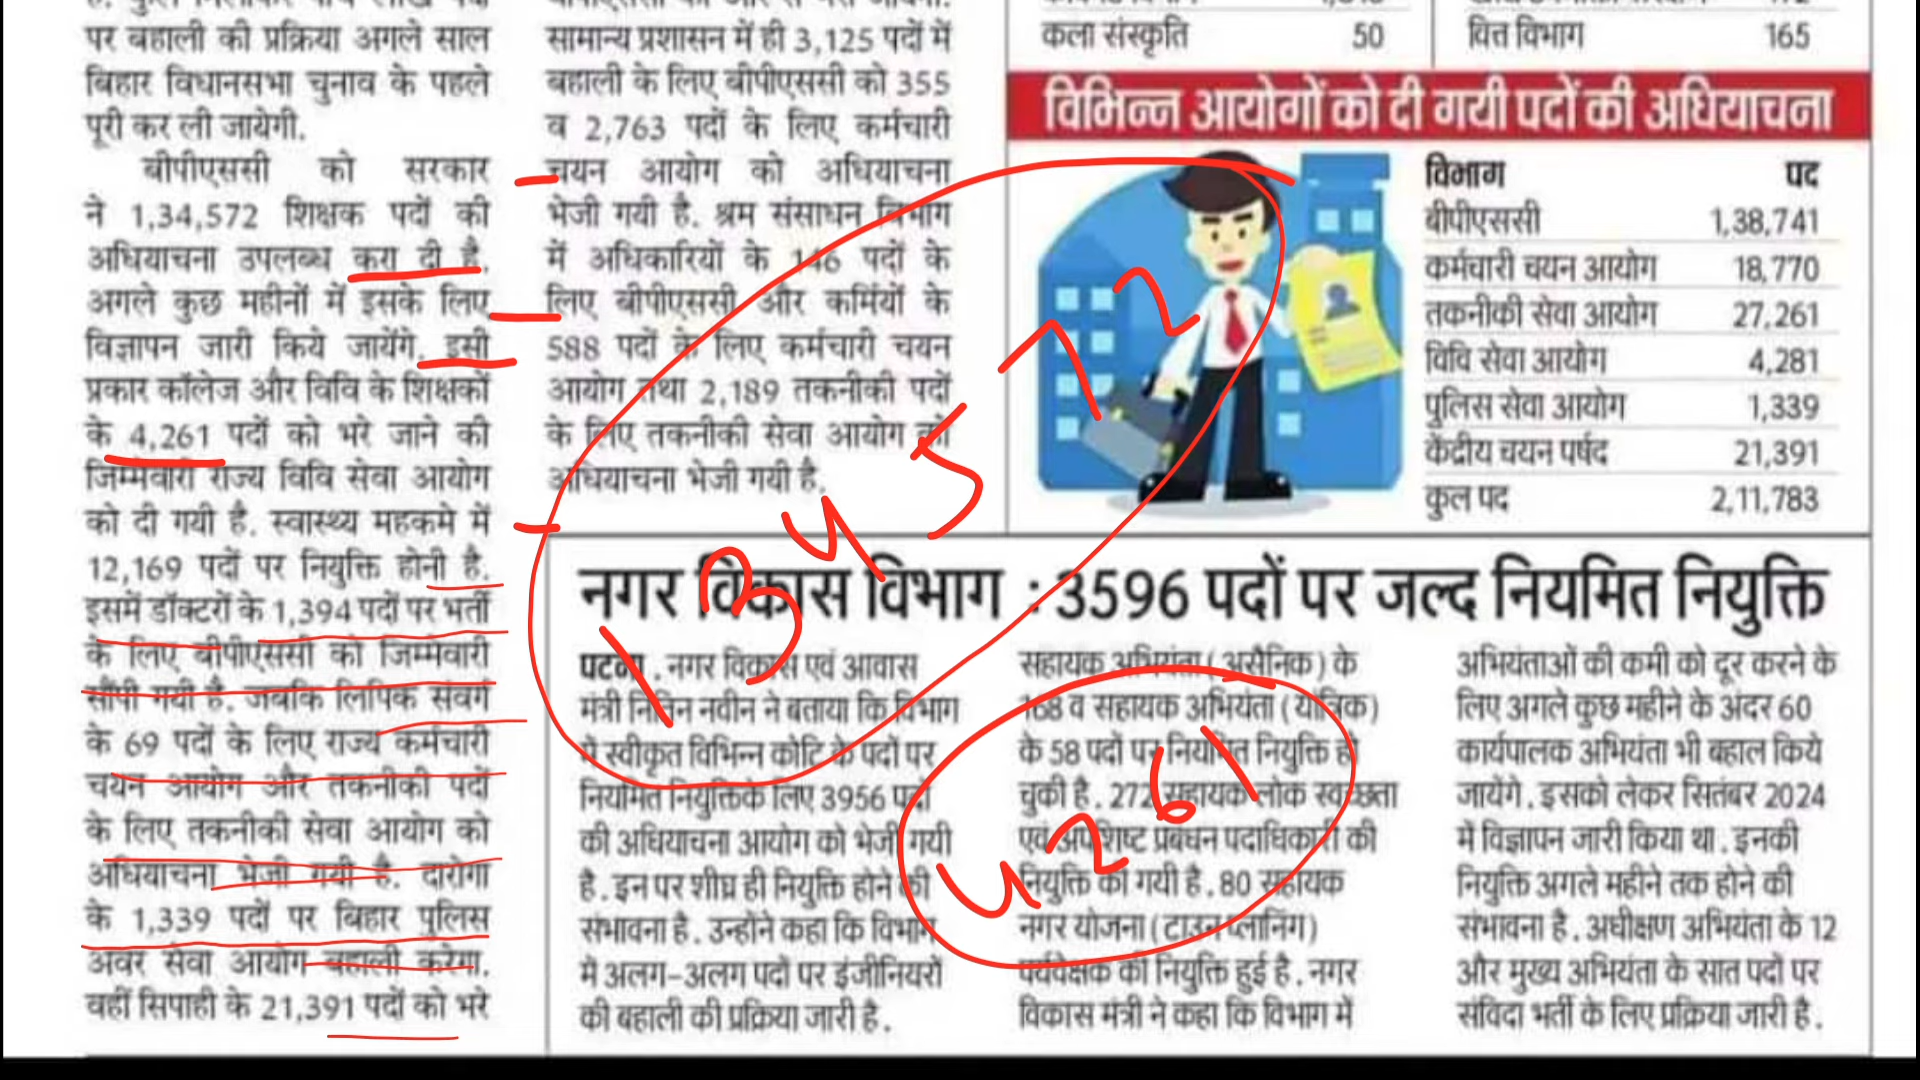 पर बहाली की प्रक्रिया अगले साल
बिहार विधानसभा चुनाव के पहले
पूरी कर ली जायेगी.
बीपीएससी को सरकार
ने 1,34,572 शिक्षक पदों की
अधियाचना उपलब्ध करा दी है.
अगले कुछ महीनों में इसके लिए
विज्ञापन जारी किये जायेंगे. इसी
प्रकार कॉलेज और विवि के शिक्षकों
के 4,261 पदों को भरे जाने की
जिम्मेवारी राज्य विवि सेवा आयोग
को दी गयी है. स्वास्थ्य महकमे में
12,169 पदों पर नियुक्ति होनी है.
इसमें डॉक्टरों के 1,394 पदों पर भर्ती
के लिए बीपीएससी को जिम्मेवारी
सौंपी गयी है. जबकि लिपिक संवर्ग
के 69 पदों के लिए राज्य कर्मचारी
चयन आयोग और तकनीकी पदों
के लिए तकनीकी सेवा आयोग को
अधियाचना भेजी गयी है. दारोगा
के 1,339 पदों पर बिहार पुलिस
अवर सेवा आयोग बहाली करेगा.
वहीं सिपाही के 21,391 पदों को भरे
सामान्य प्रशासन में ही 3,125 पदों में
बहाली के लिए बीपीएससी को 355
व 2,763 पदों के लिए कर्मचारी
चयन आयोग को अधियाचना
भेजी गयी है. श्रम संसाधन विभाग
में अधिकारियों के 146 पदों के
लिए बीपीएससी और कर्मियों के
588 पदों के लिए कर्मचारी चयन
आयोग तथा 2,189 तकनीकी पदों
के लिए तकनीकी सेवा आयोग को
अधियाचना भेजी गयी है.
कला संस्कृति 50
वित्त विभाग 165
विभिन्न आयोगों को दी गयी पदों की अधियाचना
विभाग पद
बीपीएससी 1,38,741
कर्मचारी चयन आयोग 18,770
तकनीकी सेवा आयोग 27,261
विवि सेवा आयोग 4,281
पुलिस सेवा आयोग 1,339
केंद्रीय चयन पर्षद 21,391
कुल पद 2,11,783
134572
नगर विकास विभाग : 3596 पदों पर जल्द नियमित नियुक्ति
पटना . नगर विकास एवं आवास
मंत्री नितिन नवीन ने बताया कि विभाग
में स्वीकृत विभिन्न कोटि के पदों पर
नियमित नियुक्तिके लिए 3956 पदों
की अधियाचना आयोग को भेजी गयी
है . इन पर शीघ्र ही नियुक्ति होने की
संभावना है . उन्होंने कहा कि विभाग
में अलग-अलग पदों पर इंजीनियरों
की बहाली की प्रक्रिया जारी है .
सहायक अभियंता ( असैनिक ) के
168 व सहायक अभियंता ( यांत्रिक )
के 58 पदों पर नियमित नियुक्ति हो
चुकी है . 272 सहायक लोक स्वच्छता
एवं अपशिष्ट प्रबंधन पदाधिकारी की
नियुक्ति की गयी है . 80 सहायक
नगर योजना ( टाउन प्लानिंग )
पर्यवेक्षक की नियुक्ति हुई है . नगर
विकास मंत्री ने कहा कि विभाग में
4261
अभियंताओं की कमी को दूर करने के
लिए अगले कुछ महीने के अंदर 60
कार्यपालक अभियंता भी बहाल किये
जायेंगे . इसको लेकर सितंबर 2024
में विज्ञापन जारी किया था . इनकी
नियुक्ति अगले महीने तक होने की
संभावना है . अधीक्षण अभियंता के 12
और मुख्य अभियंता के सात पदों पर
संविदा भर्ती के लिए प्रक्रिया जारी है .